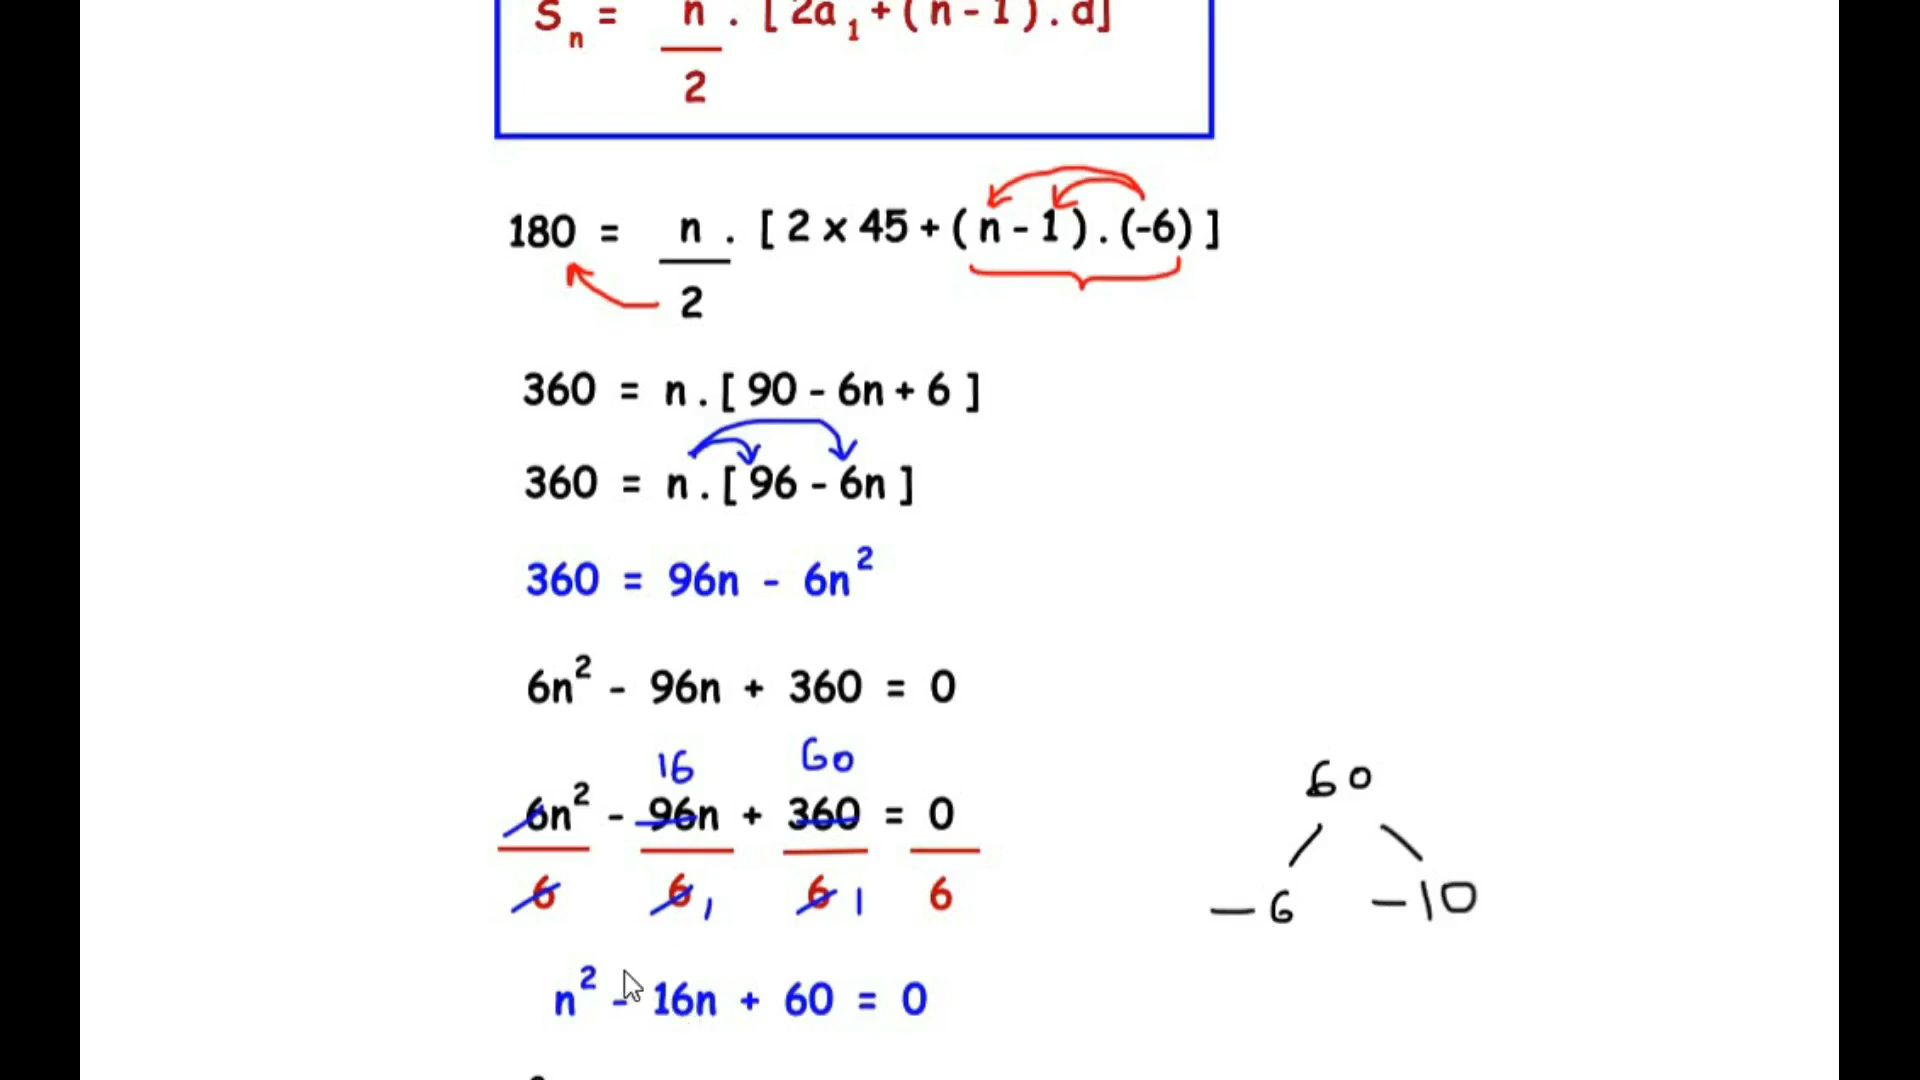 Sₙ = n/2 . [ 2a₁ + ( n - 1 ) . d]
180 = n/2 . [ 2 x 45 + ( n - 1 ) . (-6) ]
360 = n . [ 90 - 6n + 6 ]
360 = n . [ 96 - 6n ]
360 = 96n - 6n²
6n² - 96n + 360 = 0
16 60
6n² - 96n + 360 = 0
6 6 1 6 1 6
60
-6 -10
n² - 16n + 60 = 0